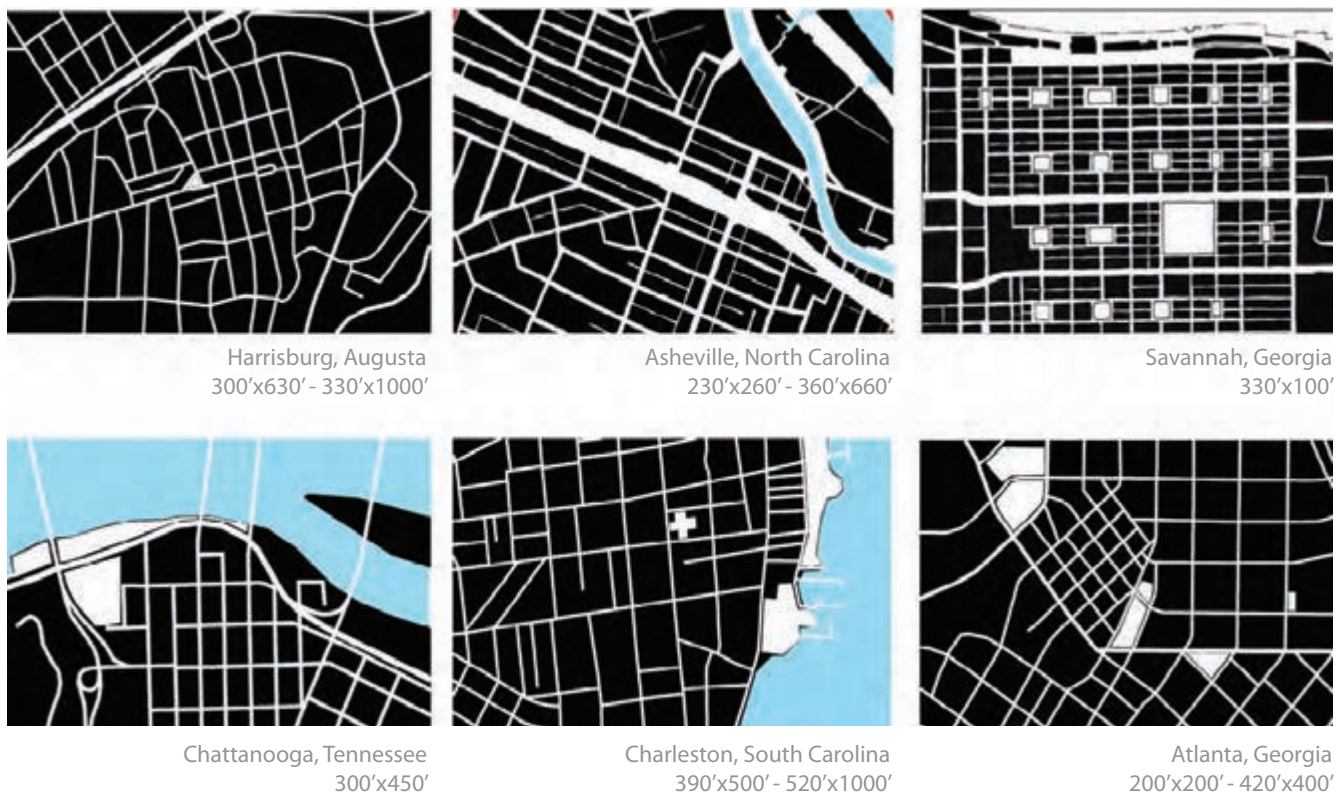 Harrisburg, Augusta
300’x630’ - 330’x1000’
Asheville, North Carolina
230’x260’ - 360’x660’
Savannah, Georgia
330’x100’
Chattanooga, Tennessee
300’x450’
Charleston, South Carolina
390’x500’ - 520’x1000’
Atlanta, Georgia
200’x200’ - 420’x400’